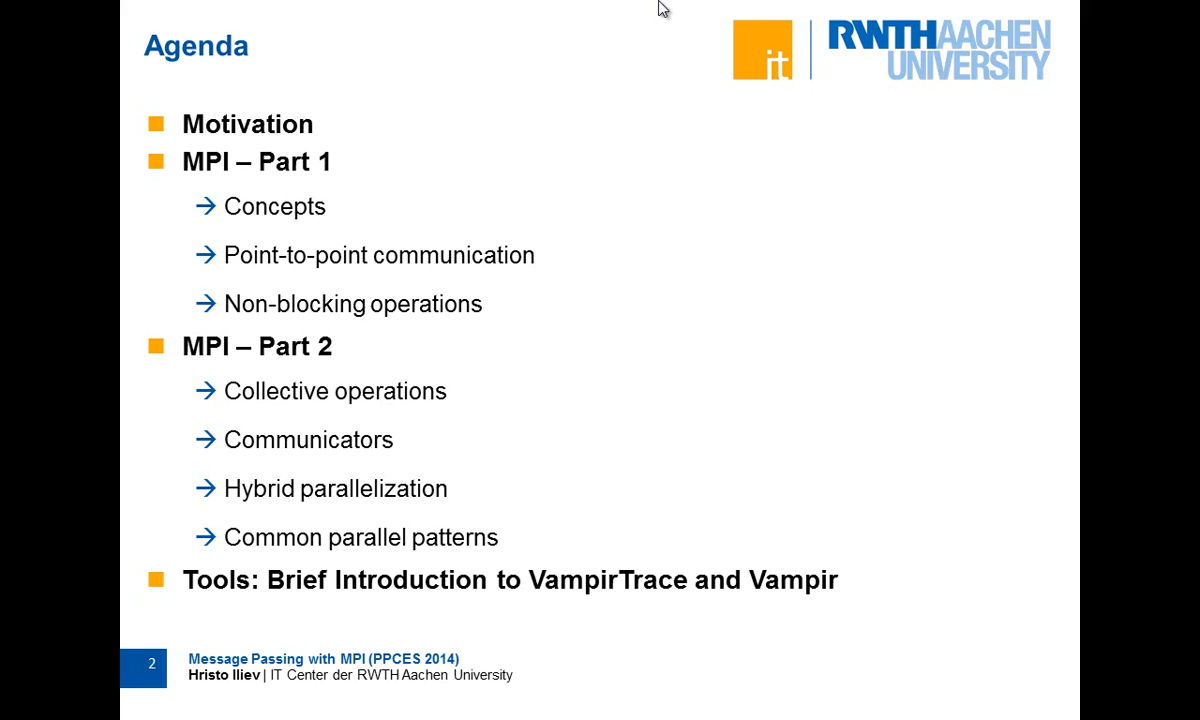 Agenda
it
RWTHAACHEN
UNIVERSITY
Motivation
MPI – Part 1
Concepts
Point-to-point communication
Non-blocking operations
MPI – Part 2
Collective operations
Communicators
Hybrid parallelization
Common parallel patterns
Tools: Brief Introduction to VampirTrace and Vampir
2
Message Passing with MPI (PPCES 2014)
Hristo Iliev | IT Center der RWTH Aachen University